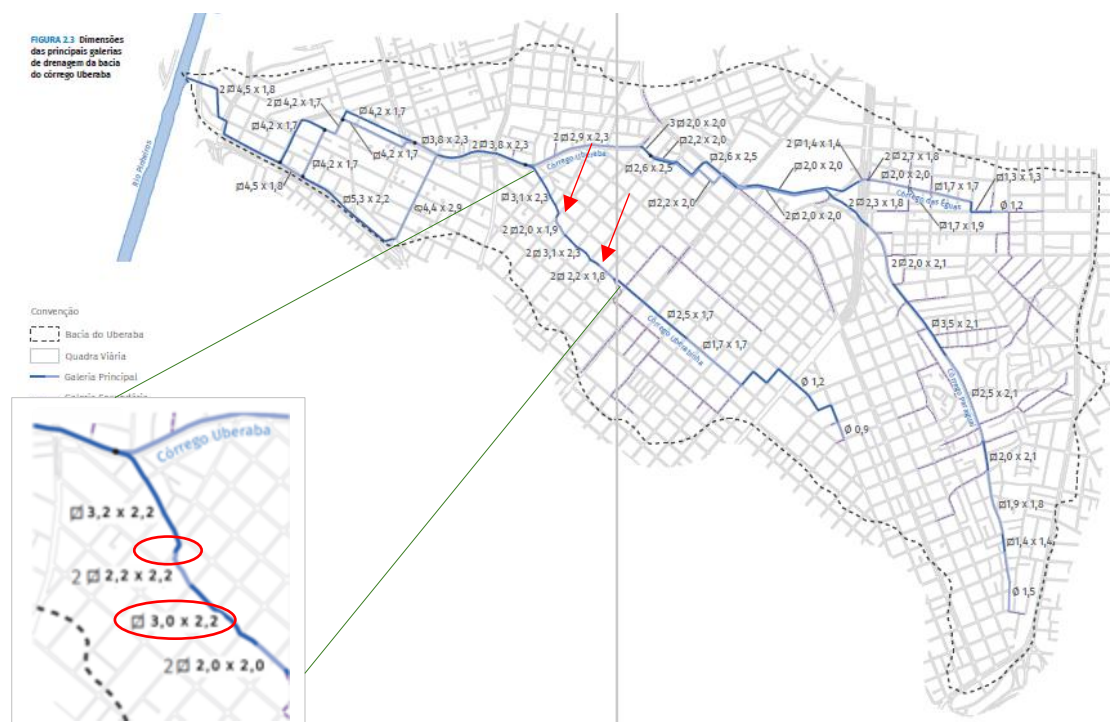 FIGURA 2.3 Dimensões
das principais galerias
de drenagem da bacia
do córrego Uberaba
Rio Pinheiros
2 4,5 x 1,8
2 4,2 x 1,7
4,2 x 1,7
4,2 x 1,7
4,2 x 1,7
4,2 x 1,7
3,8 x 2,3
2 3,8 x 2,3
4,5 x 1,8
5,3 x 2,2
4,4 x 2,9
2 2,9 x 2,3
Córrego Uberaba
3 2,0 x 2,0
2,2 x 2,0
2,6 x 2,5
2,6 x 2,5
2 2,2 x 2,0
2 1,4 x 1,4
2,0 x 2,0
2 2,7 x 1,8
2,0 x 2,0
1,7 x 1,7
1,3 x 1,3
Córrego das Éguas
Ø 1,2
1,7 x 1,9
2 2,0 x 2,0
2 2,3 x 1,8
2 2,0 x 2,1
3,5 x 2,1
Córrego Paraguai
2,5 x 2,1
2,0 x 2,1
1,9 x 1,8
1,4 x 1,4
Ø 1,5
3,1 x 2,3
2 2,0 x 1,9
2 3,1 x 2,3
2 2,2 x 1,8
Córrego Uberabinha
2,5 x 1,7
1,7 x 1,7
Ø 1,2
Ø 0,9
Convenção
Bacia do Uberaba
Quadra Viária
Galeria Principal
Córrego Uberaba
3,2 x 2,2
2 2,2 x 2,2
3,0 x 2,2
2 2,0 x 2,0